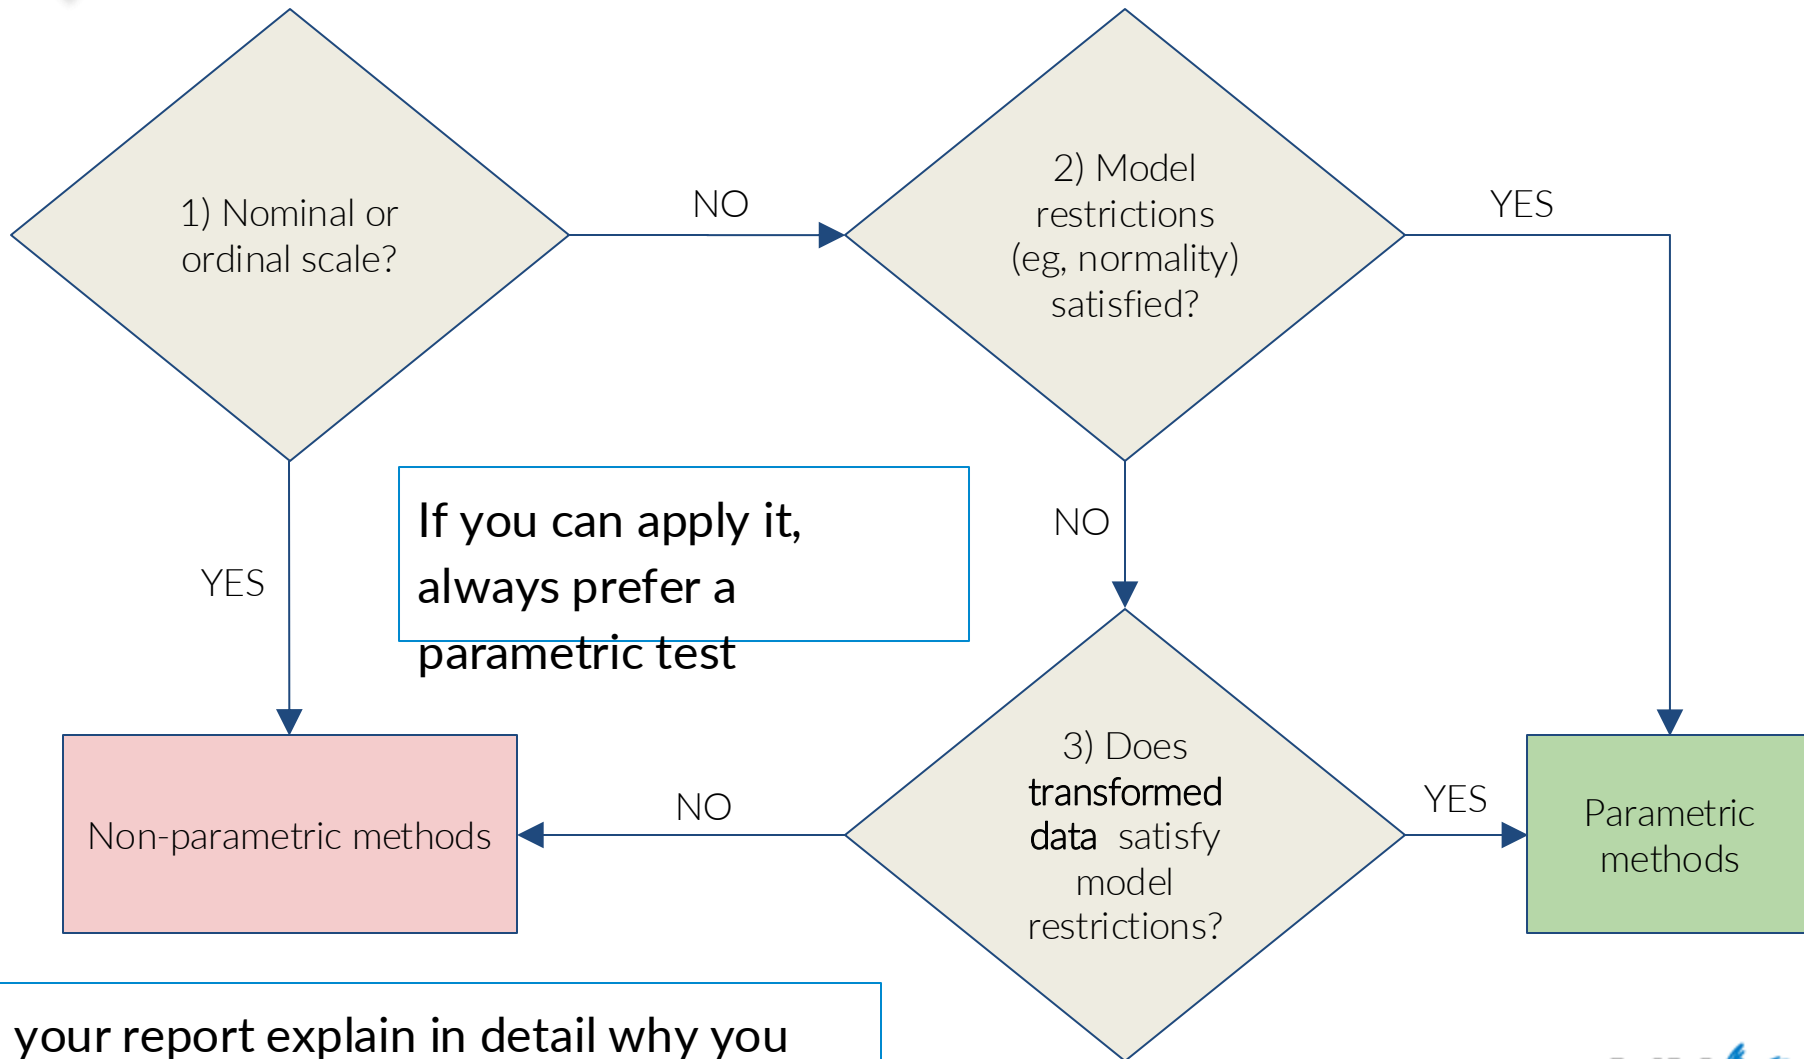 1) Nominal or
ordinal scale?
NO
2) Model
restrictions
(eg, normality)
satisfied?
YES
If you can apply it,
always prefer a
parametric test
YES
NO
Non-parametric methods
NO
3) Does
transformed
data satisfy
model
restrictions?
YES
Parametric
methods
your report explain in detail why you